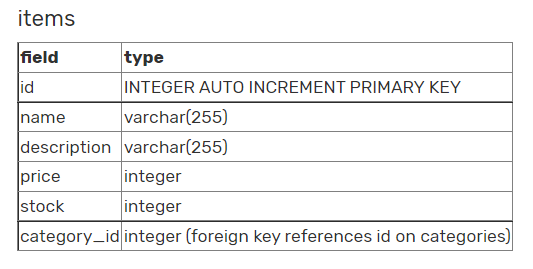 items
field type
id INTEGER AUTO INCREMENT PRIMARY KEY
name varchar(255)
description varchar(255)
price integer
stock integer
category_id integer (foreign key references id on categories)